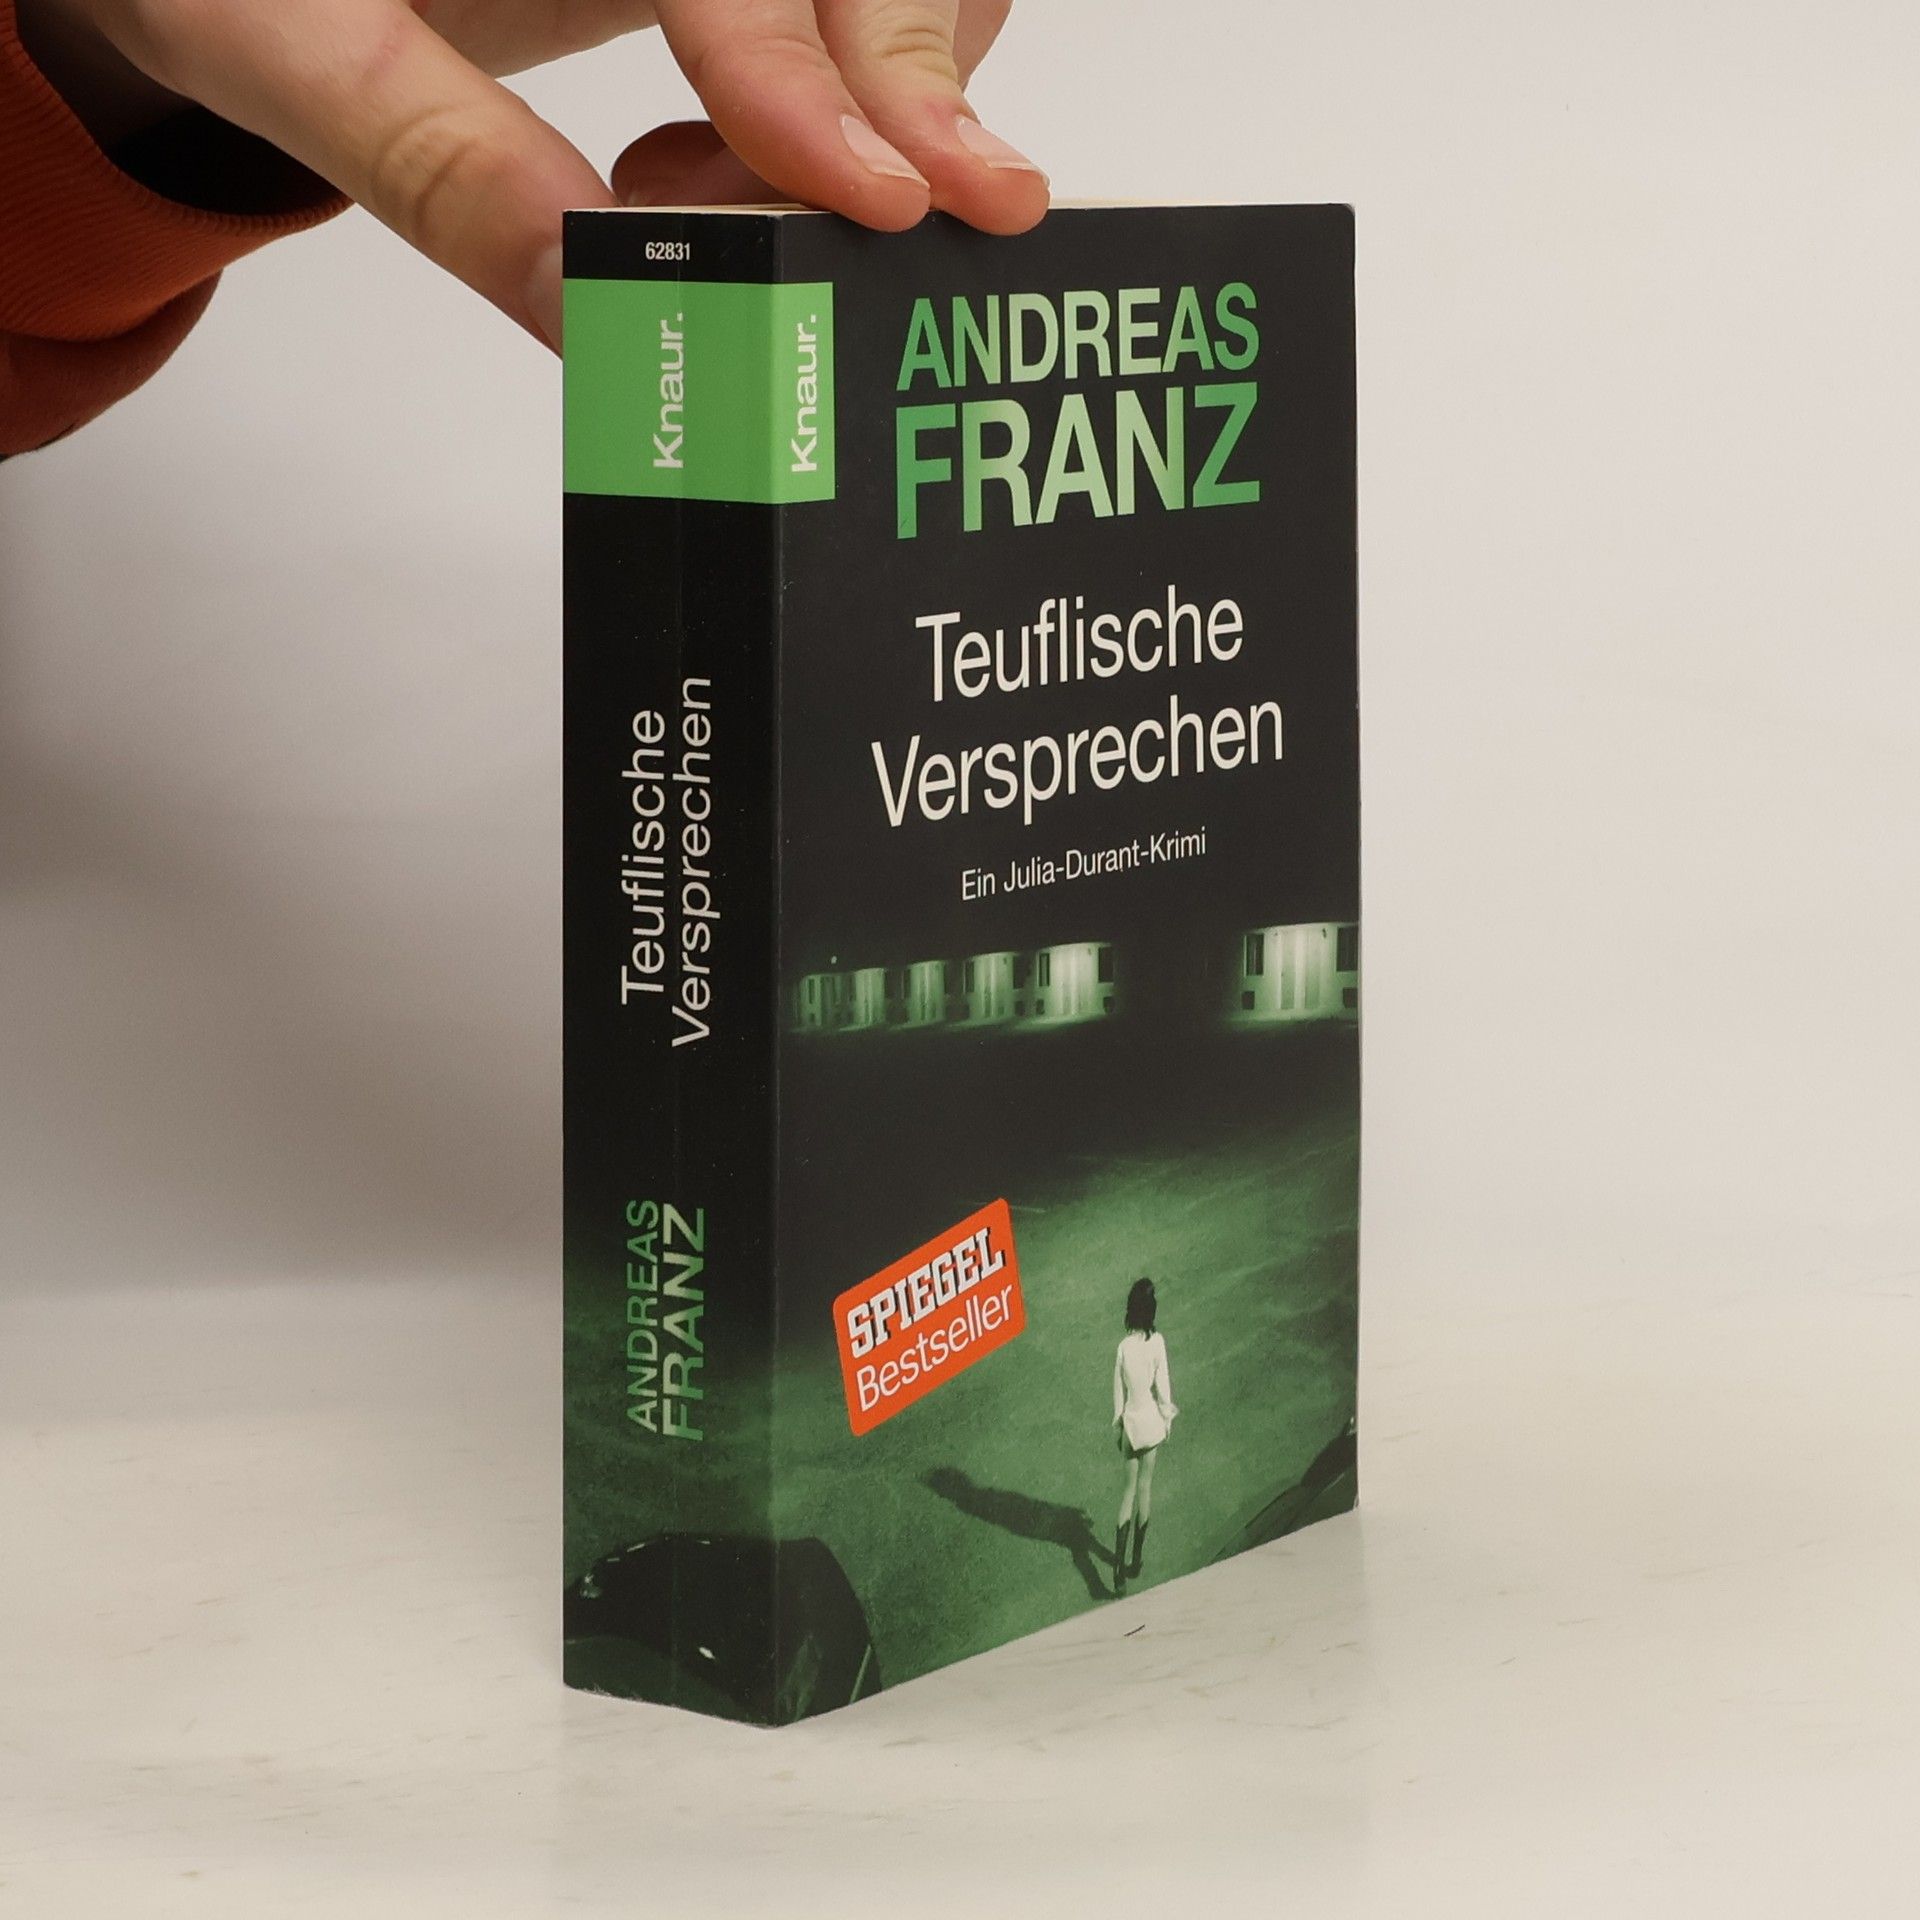 62831
Knaur.
Teuflische
Versprechen
ANDREAS
FRANZ
Knaur.
ANDREAS
FRANZ
Teuflische
Versprechen
Ein Julia-Durant-Krimi
SPIEGEL
Bestseller